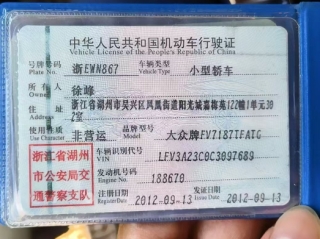 中华人民共和国机动车行驶证
Vehicle License of the People's Republic of China
号牌号码 浙EWN867 车辆类型 小型轿车
Plate No. Vehicle Type
所有人 徐峰
Owner
住址 浙江省湖州市吴兴区凤凰街道阳光城嘉苑122幢1单元30
Address 2室
使用性质 非营运 品牌型号 大众牌FV7187TFATG
Use Character Model
浙江省湖州 车辆识别代号 LFV3A23C0C3097689
VIN
市公安局交 发动机号码 188670
Engine No.
通警察支队 注册日期 2012-09-13 发证日期 2012-09-13
Register Date Issue Date